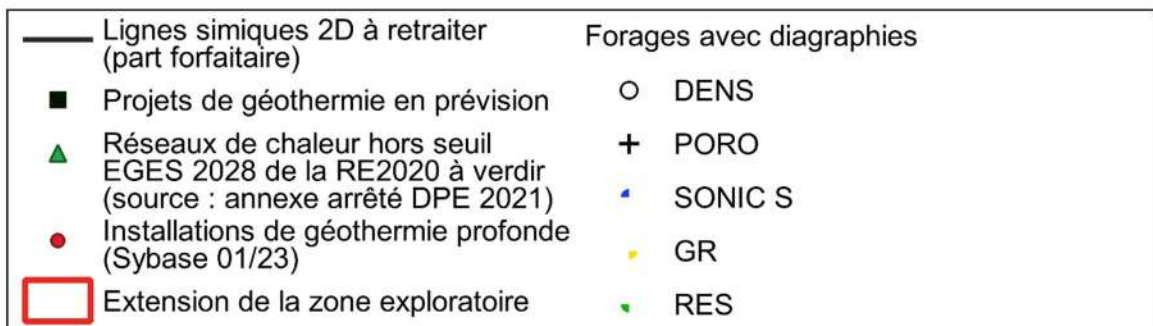 Lignes simiques 2D à retraiter
(part forfaitaire)
Projets de géothermie en prévision
Réseaux de chaleur hors seuil
EGES 2028 de la RE2020 à verdir
(source : annexe arrêté DPE 2021)
Installations de géothermie profonde
(Sybase 01/23)
Extension de la zone exploratoire
Forages avec diagraphies
DENS
PORO
SONIC S
GR
RES